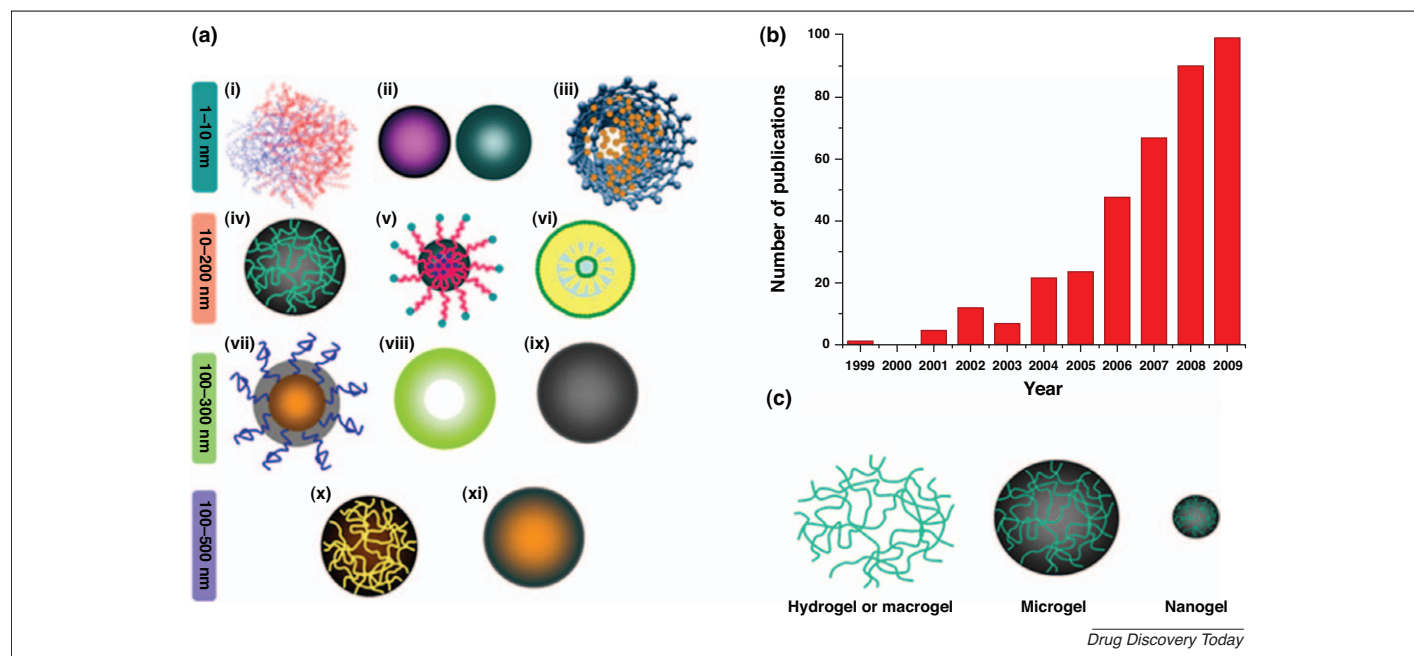 (a)
1–10 nm
(i)
(ii)
(iii)
10–200 nm
(iv)
(v)
(vi)
100–300 nm
(vii)
(viii)
(ix)
100–500 nm
(x)
(xi)
(b)
Number of publications
100
80
60
40
20
0
1999 2000 2001 2002 2003 2004 2005 2006 2007 2008 2009
Year
(c)
Hydrogel or macrogel
Microgel
Nanogel
Drug Discovery Today